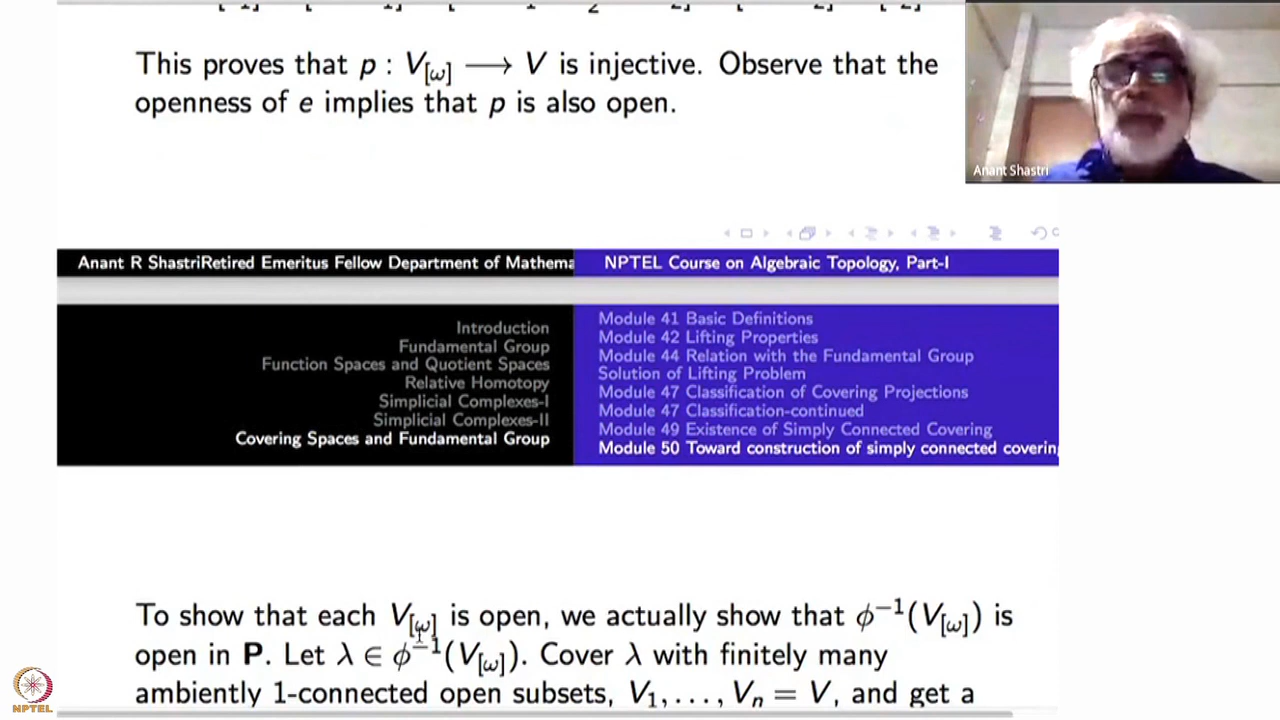 This proves that p : V[ω] ⟶ V is injective. Observe that the
openness of e implies that p is also open.
Anant Shastri
Anant R ShastriRetired Emeritus Fellow Department of Mathema
NPTEL Course on Algebraic Topology, Part-I
Introduction
Fundamental Group
Function Spaces and Quotient Spaces
Relative Homotopy
Simplicial Complexes-I
Simplicial Complexes-II
Covering Spaces and Fundamental Group
Module 41 Basic Definitions
Module 42 Lifting Properties
Module 44 Relation with the Fundamental Group
Solution of Lifting Problem
Module 47 Classification of Covering Projections
Module 47 Classification-continued
Module 49 Existence of Simply Connected Covering
Module 50 Toward construction of simply connected covering
To show that each V[ω] is open, we actually show that ϕ⁻¹(V[ω]) is
open in P. Let λ ∈ ϕ⁻¹(V[ω]). Cover λ with finitely many
ambiently 1-connected open subsets, V₁, . . . , Vₙ = V, and get a
NPTEL